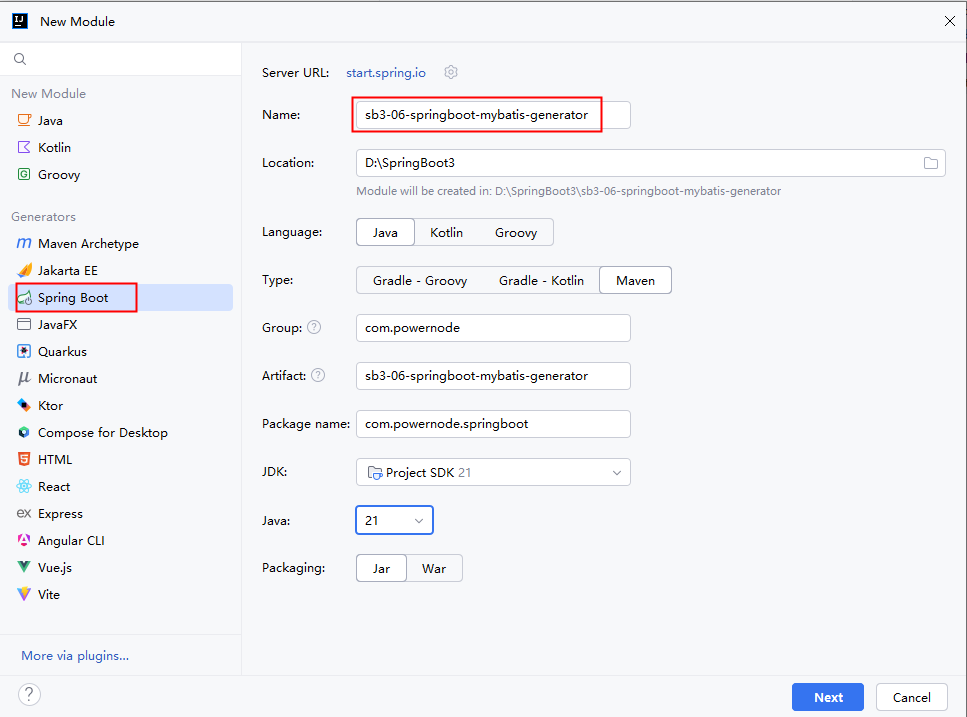 New Module
New Module
Java
Kotlin
Groovy
Generators
Maven Archetype
Jakarta EE
Spring Boot
JavaFX
Quarkus
Micronaut
Ktor
Compose for Desktop
HTML
React
Express
Angular CLI
Vue.js
Vite
More via plugins...
Server URL: start.spring.io
Name: sb3-06-springboot-mybatis-generator
Location: D:\SpringBoot3
Module will be created in: D:\SpringBoot3\sb3-06-springboot-mybatis-generator
Language: Java Kotlin Groovy
Type: Gradle - Groovy Gradle - Kotlin Maven
Group: com.powernode
Artifact: sb3-06-springboot-mybatis-generator
Package name: com.powernode.springboot
JDK: Project SDK 21
Java: 21
Packaging: Jar War
Next Cancel